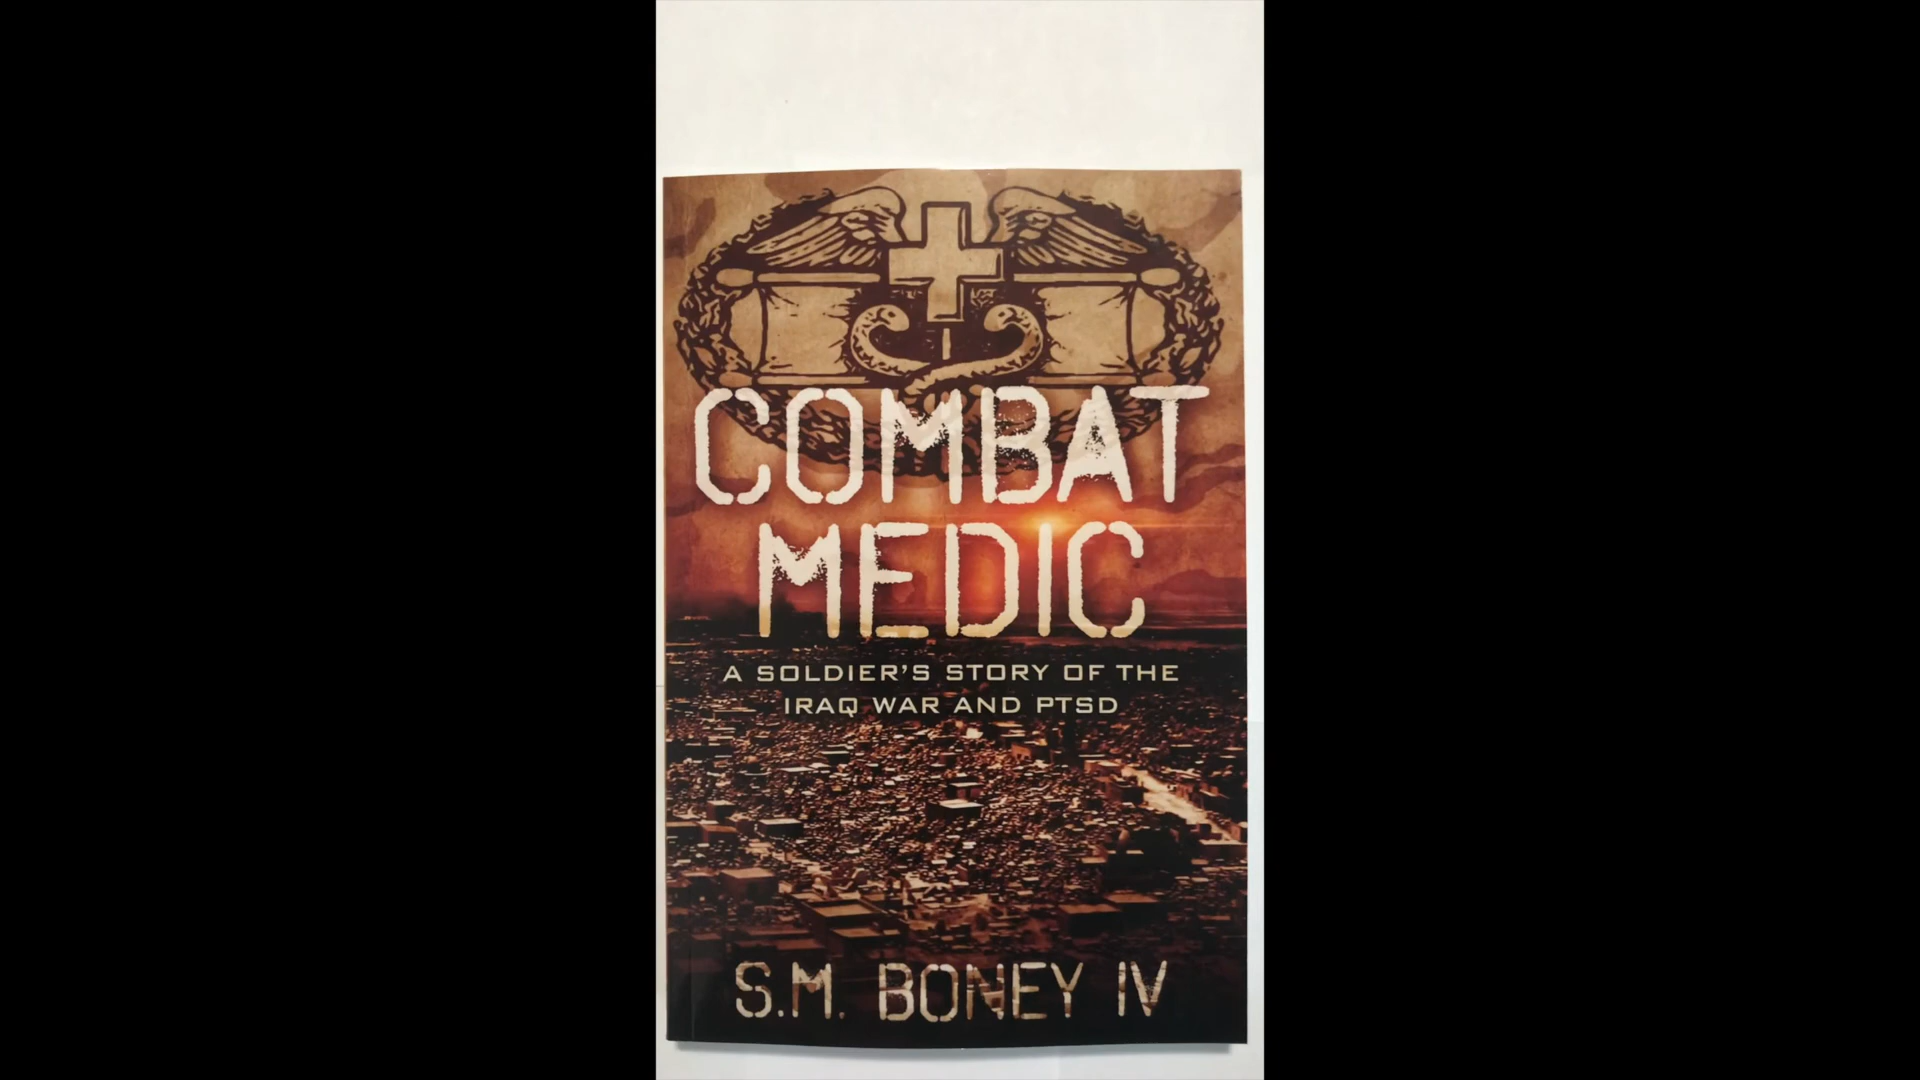 COMBAT
MEDIC
A SOLDIER'S STORY OF THE
IRAQ WAR AND PTSD
S.M. BONEY IV